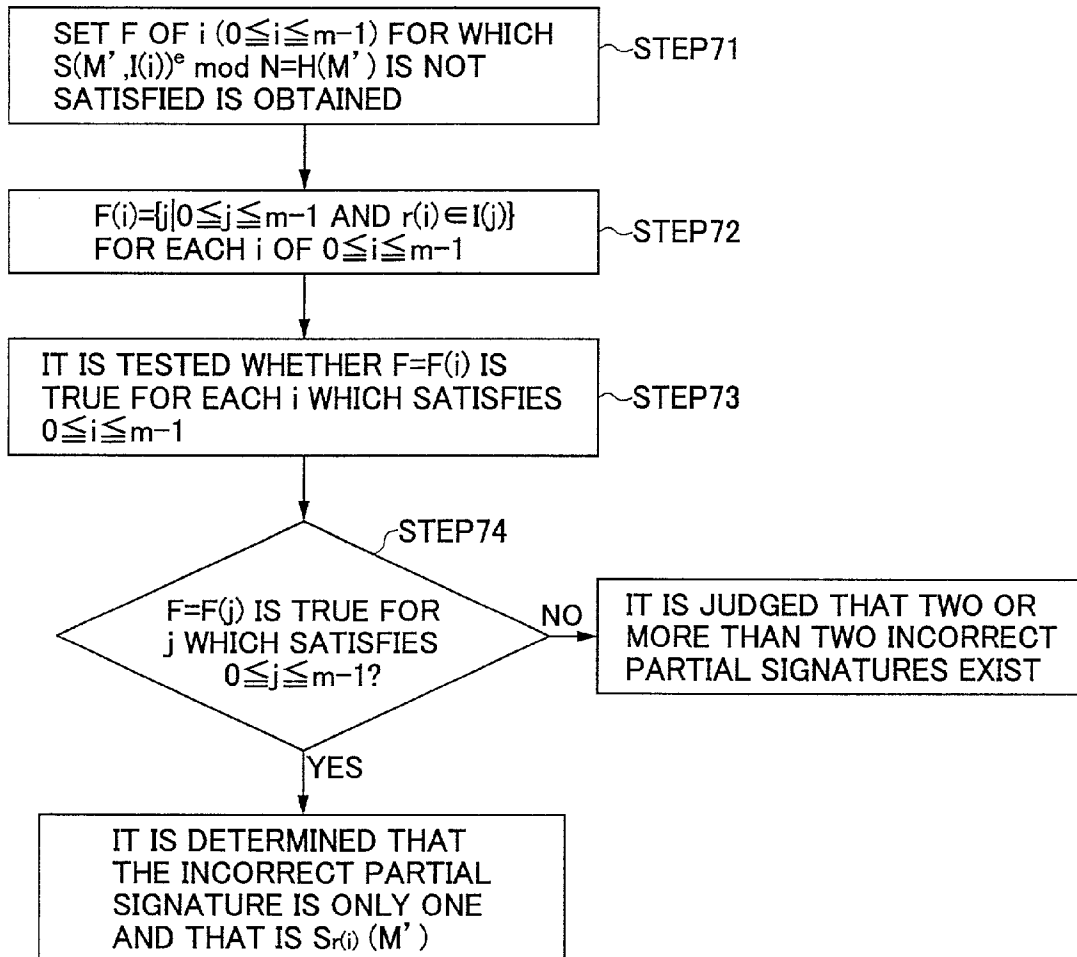 SET F OF i (0≦i≦m-1) FOR WHICH
S(M',I(i))ᵉ mod N=H(M') IS NOT
SATISFIED IS OBTAINED
STEP71
F(i)={j|0≦j≦m-1 AND r(i)∈I(j)}
FOR EACH i OF 0≦i≦m-1
STEP72
IT IS TESTED WHETHER F=F(i) IS
TRUE FOR EACH i WHICH SATISFIES
0≦i≦m-1
STEP73
STEP74
F=F(j) IS TRUE FOR
j WHICH SATISFIES
0≦j≦m-1?
NO
IT IS JUDGED THAT TWO OR
MORE THAN TWO INCORRECT
PARTIAL SIGNATURES EXIST
YES
IT IS DETERMINED THAT
THE INCORRECT PARTIAL
SIGNATURE IS ONLY ONE
AND THAT IS Sr(i) (M')